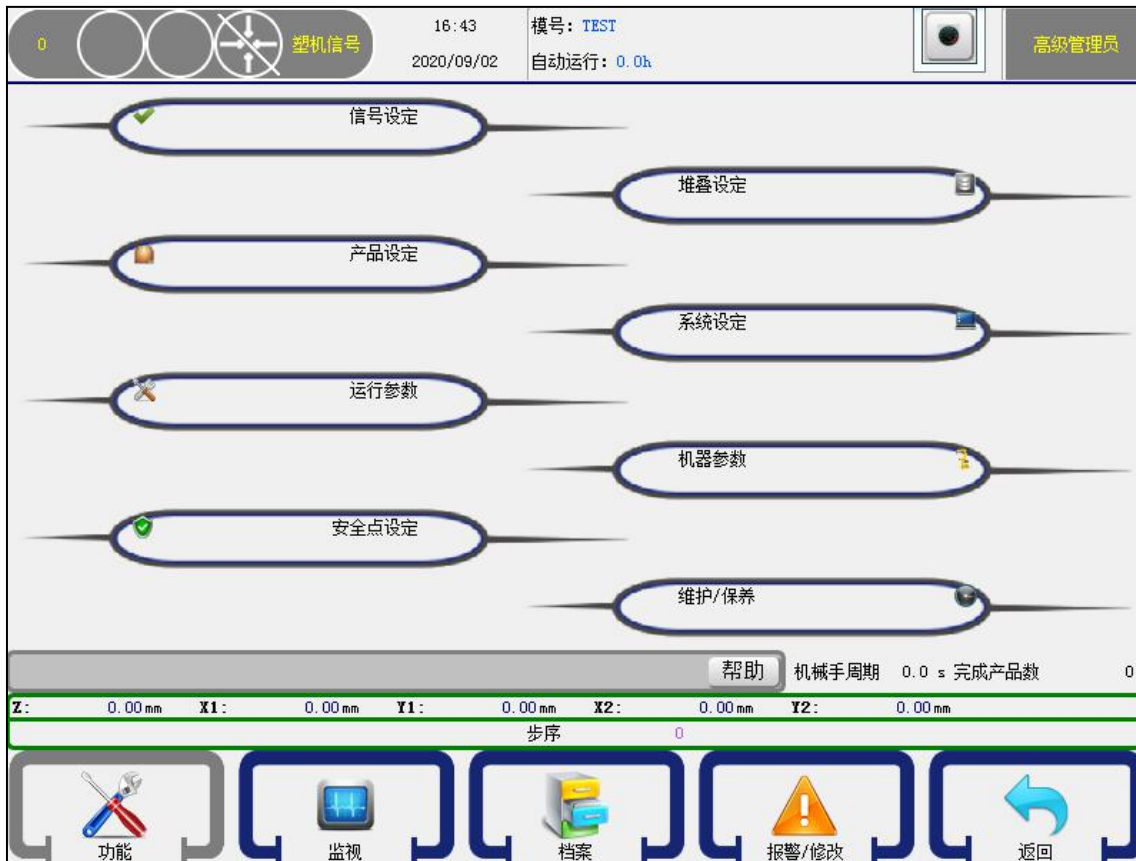 0 塑机信号 16:43 模号: TEST 高级管理员
2020/09/02 自动运行: 0.0h
信号设定
堆叠设定
产品设定
系统设定
运行参数
机器参数
安全点设定
维护/保养
帮助 机械手周期 0.0 s 完成产品数 0
Z: 0.00mm X1: 0.00mm Y1: 0.00mm X2: 0.00mm Y2: 0.00mm
步序 0
功能 监视 档案 报警/修改 返回